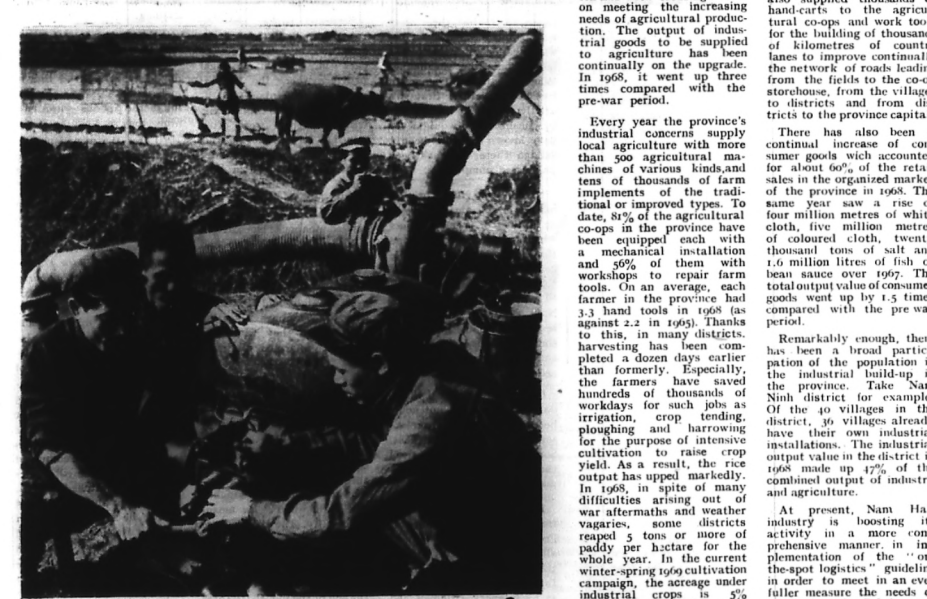 on meeting the increasing
needs of agricultural produc-
tion. The output of indus-
trial goods to be supplied
to agriculture has been
continually on the upgrade.
In 1968, it went up three
times compared with the
pre-war period.
Every year the province's
industrial concerns supply
local agriculture with more
than 500 agricultural ma-
chines of various kinds,and
tens of thousands of farm
implements of the tradi-
tional or improved types. To
date, 81% of the agricultural
co-ops in the province have
been equipped each with
a mechanical installation
and 56% of them with
workshops to repair farm
tools. On an average, each
farmer in the province had
3.3 hand tools in 1968 (as
against 2.2 in 1965). Thanks
to this, in many districts.
harvesting has been com-
pleted a dozen days earlier
than formerly. Especially,
the farmers have saved
hundreds of thousands of
workdays for such jobs as
irrigation, crop tending,
ploughing and harrowing
for the purpose of intensive
cultivation to raise crop
yield. As a result, the rice
output has upped markedly.
In 1968, in spite of many
difficulties arising out of
war aftermaths and weather
vagaries, some districts
reaped 5 tons or more of
paddy per hectare for the
whole year. In the current
winter-spring 1969 cultivation
campaign, the acreage under
industrial crops is 5%
also supplied thousands
hand-carts to the agricu
tural co-ops and work too
for the building of thousan
of kilometres of count
lanes to improve continual
the network of roads leadin
from the fields to the co-o
storehouse, from the villag
to districts and from di
tricts to the province capita
There has also been
continual increase of con
sumer goods wich accounte
for about 60% of the reta
sales in the organized marke
of the province in 1968. Th
same year saw a rise o
four million metres of whit
cloth, five million metre
of coloured cloth, twent
thousand tons of salt an
1.6 million litres of fish o
bean sauce over 1967. Th
total output value of consume
goods went up by 1.5 time
compared with the pre wa
period.
Remarkably enough, ther
has been a broad partici
pation of the population i
the industrial build-up i
the province. Take Nam
Ninh district for example
Of the 40 villages in th
district, 36 villages alread
have their own industria
installations. The industria
output value in the district i
1968 made up 47% of th
combined output of industr
and agriculture.
At present, Nam Ha
industry is boosting it
activity in a more com
prehensive manner. in im
plementation of the "on
the-spot logistics" guidelin
in order to meet in an eve
fuller measure the needs o